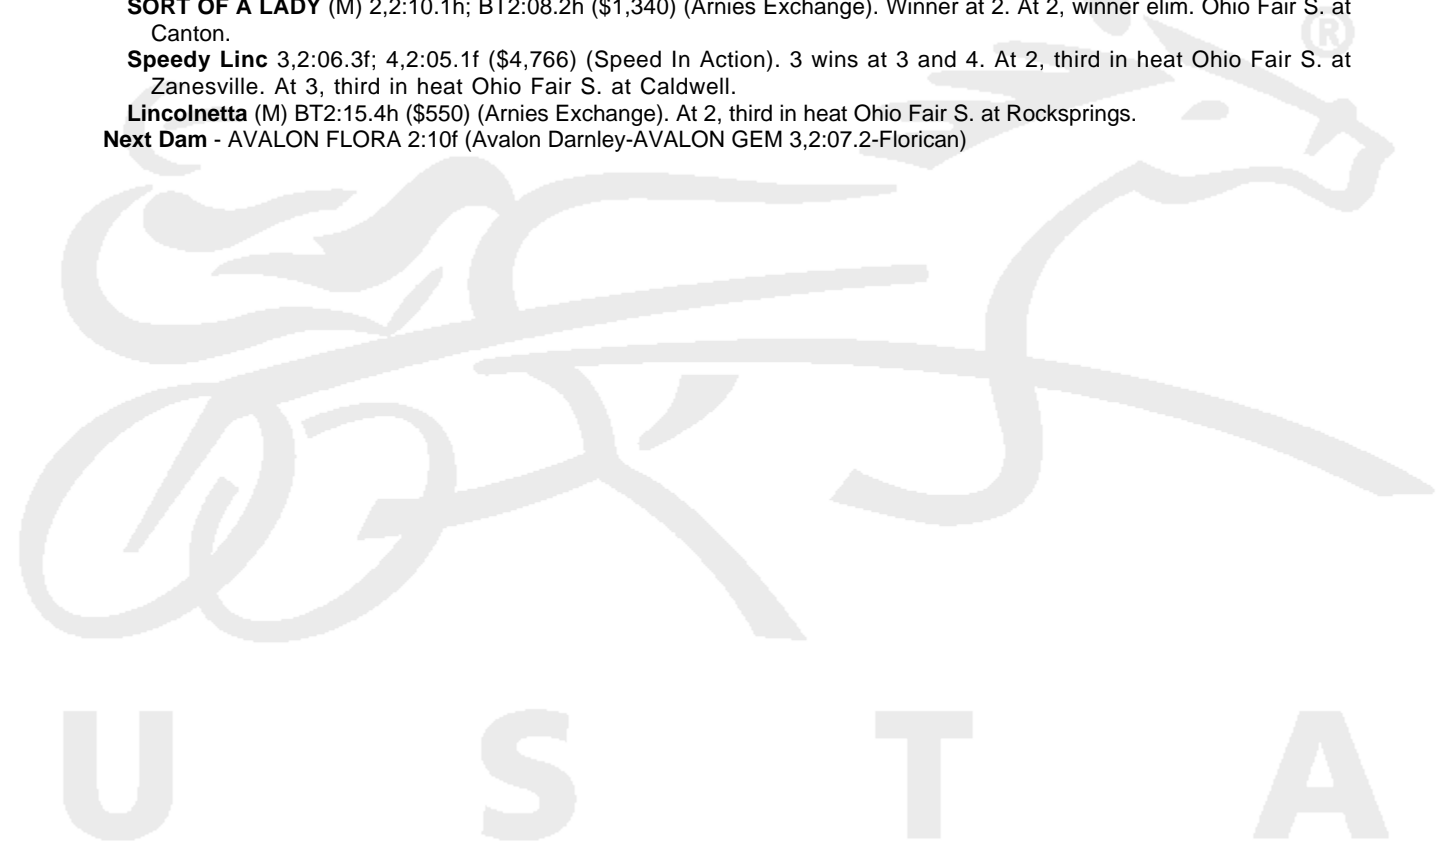 SORT OF A LADY (M) 2,2:10.1h; BT2:08.2h ($1,340) (Arnies Exchange). Winner at 2. At 2, winner elim. Ohio Fair S. at
Canton.
Speedy Linc 3,2:06.3f; 4,2:05.1f ($4,766) (Speed In Action). 3 wins at 3 and 4. At 2, third in heat Ohio Fair S. at
Zanesville. At 3, third in heat Ohio Fair S. at Caldwell.
Lincolnetta (M) BT2:15.4h ($550) (Arnies Exchange). At 2, third in heat Ohio Fair S. at Rocksprings.
Next Dam - AVALON FLORA 2:10f (Avalon Darnley-AVALON GEM 3,2:07.2-Florican)
®
U S T A